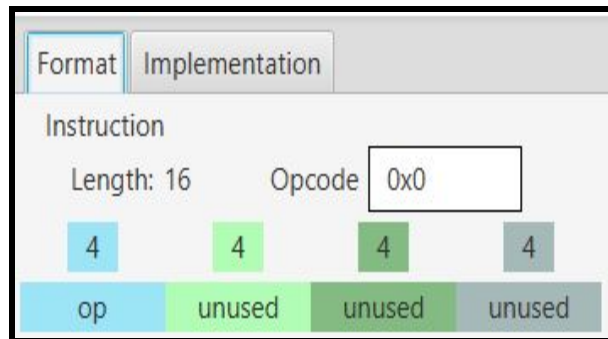 Format Implementation
Instruction
Length: 16 Opcode 0x0
4 4 4 4
op unused unused unused